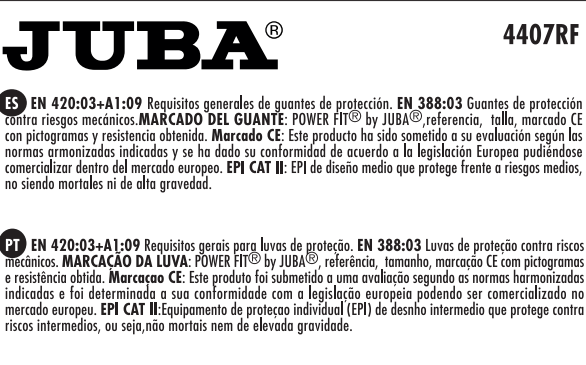 JUBA®
4407RF
ES EN 420:03+A1:09 Requisitos generales de guantes de protección. EN 388:03 Guantes de protección
contra riesgos mecánicos.MARCADO DEL GUANTE: POWER FIT® by JUBA®,referencia, talla, marcado CE
con pictogramas y resistencia obtenida. Marcado CE: Este producto ha sido sometido a su evaluación según las
normas armonizadas indicadas y se ha dado su conformidad de acuerdo a la legislación Europea pudiéndose
comercializar dentro del mercado europeo. EPI CAT II: EPI de diseño medio que protege frente a riesgos medios,
no siendo mortales ni de alta gravedad.
PT EN 420:03+A1:09 Requisitos gerais para luvas de proteção. EN 388:03 Luvas de proteção contra riscos
mecânicos. MARCAÇÃO DA LUVA: POWER FIT® by JUBA®, referência, tamanho, marcação CE com pictogramas
e resistência obtida. Marcaçao CE: Este produto foi submetido a uma avaliação segundo as normas harmonizadas
indicadas e foi determinada a sua conformidade com a legislação europeia podendo ser comercializado no
mercado europeu. EPI CAT II:Equipamento de proteçao individual (EPI) de desnho intermedio que protege contra
riscos intermedios, ou seja,não mortais nem de elevada gravidade.